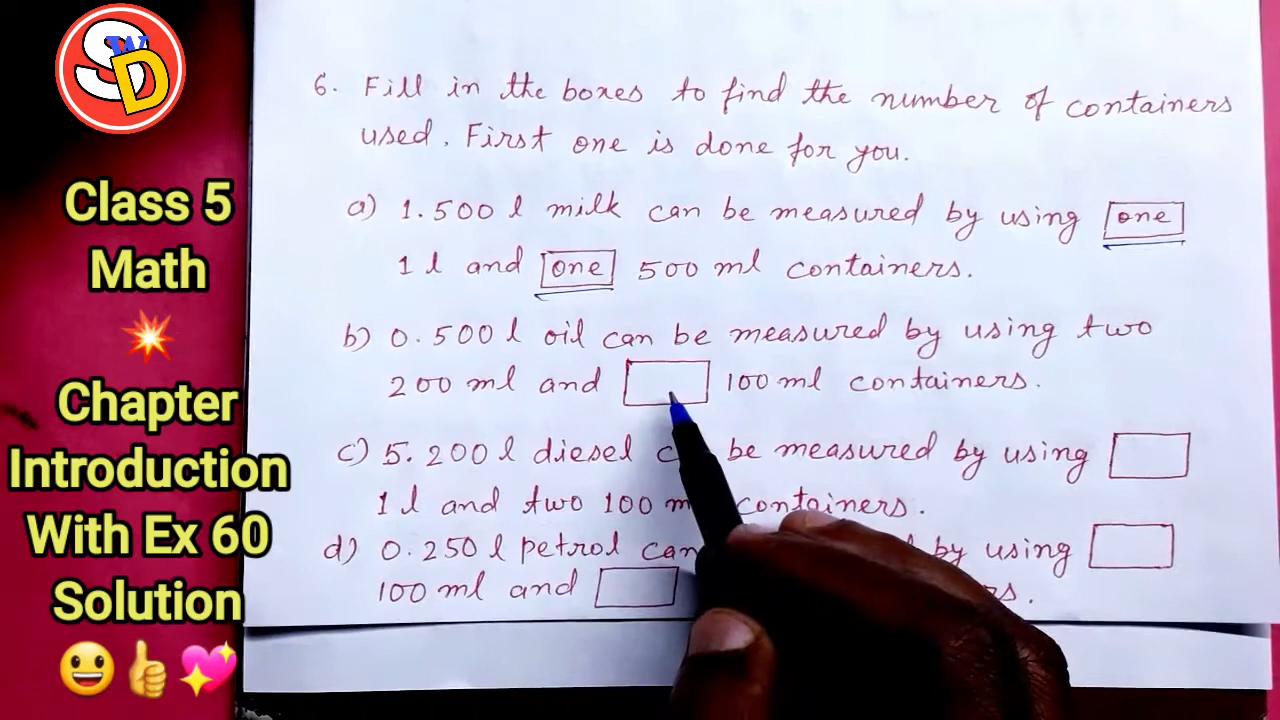 SWD
Class 5
Math
Chapter
Introduction
With Ex 60
Solution
6. Fill in the boxes to find the number of containers
used. First one is done for you.
a) 1.500 l milk can be measured by using one
1 l and one 500 ml containers.
b) 0.500 l oil can be measured by using two
200 ml and 100 ml containers.
c) 5.200 l diesel be measured by using
1 l and two 100 containers.
d) 0.250 l petrol can by using
100 ml and